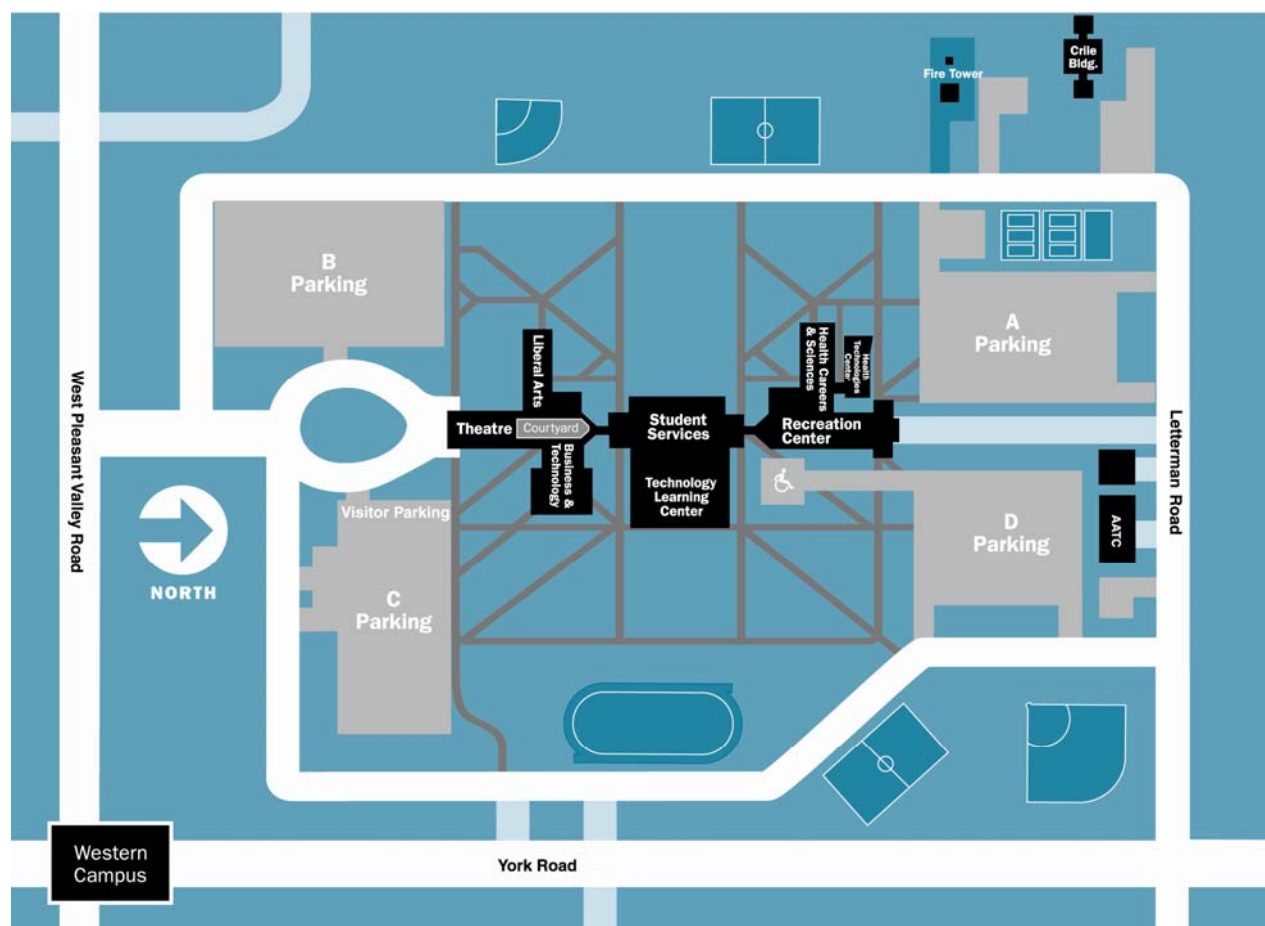 Crile
Bldg.
Fire Tower
B
Parking
A
Parking
Liberal Arts
Health Careers
& Sciences
Health
Technologies
Center
West Pleasant Valley Road
Theatre
Courtyard
Student
Services
Recreation
Center
Letterman Road
Business &
Technology
Technology
Learning
Center
Visitor Parking
D
Parking
AATC
NORTH
C
Parking
Western
Campus
York Road